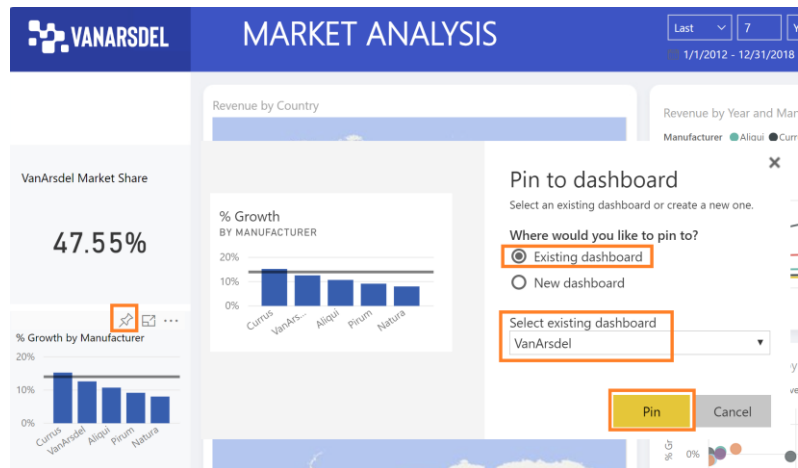 VANARSDEL
MARKET ANALYSIS
Last
7
1/1/2012 - 12/31/2018
Revenue by Country
Revenue by Year and
Manufacturer Aliqui
VanArsdel Market Share
47.55%
% Growth by Manufacturer
20%
10%
0%
Currus
VanArsdel
Aliqui
Pirum
Natura
% Growth
BY MANUFACTURER
20%
10%
0%
Currus
VanArs...
Aliqui
Pirum
Natura
Pin to dashboard
Select an existing dashboard or create a new one.
Where would you like to pin to?
Existing dashboard
New dashboard
Select existing dashboard
VanArsdel
Pin
Cancel
% Gr
0%